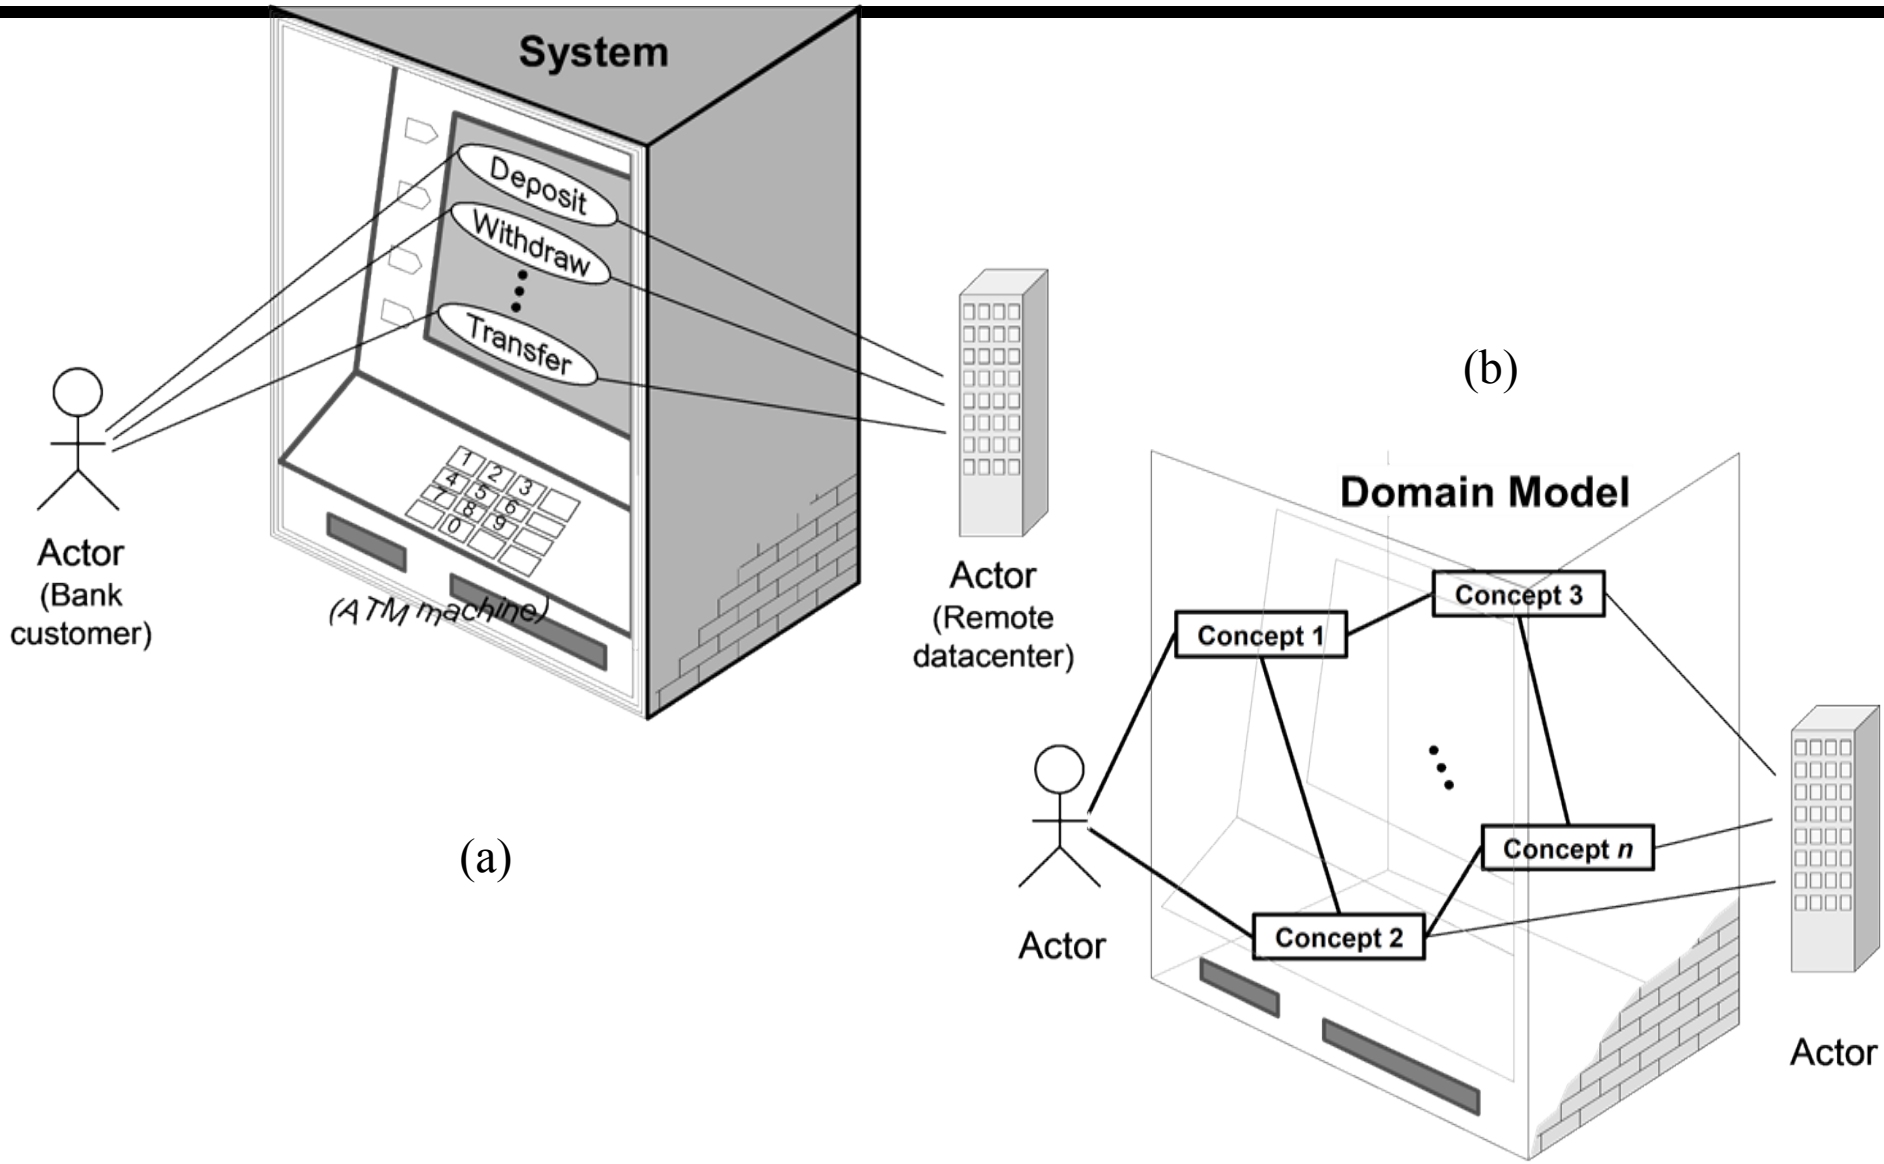 System
Deposit
Withdraw
Transfer
1 2 3
4 5 6
7 8 9
0
(ATM machine)
Actor
(Bank
customer)
Actor
(Remote
datacenter)
(a)
(b)
Domain Model
Concept 3
Concept 1
Concept n
Concept 2
Actor
Actor